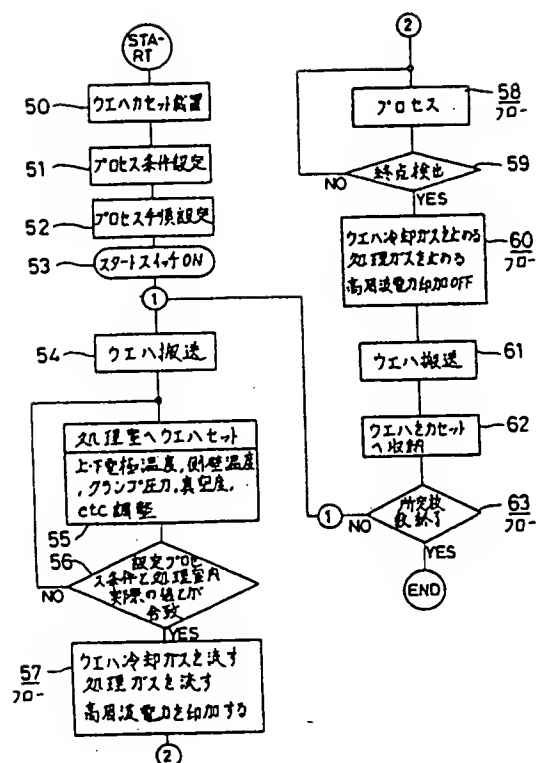 STA-
RT
50
ウエハカセット載置
51
プロセス条件設定
52
プロセス手順設定
53
スタートスイッチON
1
54
ウエハ搬送
処理室へウエハセット
上・下電極温度,側壁温度
,クランプ圧力,真空度,
etc 調整
55
56
設定プロセ
ス条件と処理室内
実際の値とが
合致
NO
YES
57
フロー
ウエハ冷却ガスを流す
処理ガスを流す
高周波電力を印加する
2
2
プロセス
58
フロー
終点検出
59
NO
YES
ウエハ冷却ガスを止める
処理ガスを止める
高周波電力印加OFF
60
フロー
ウエハ搬送
61
ウエハをカセット
へ収納
62
所定枚
数終了
63
フロー
1
NO
YES
END